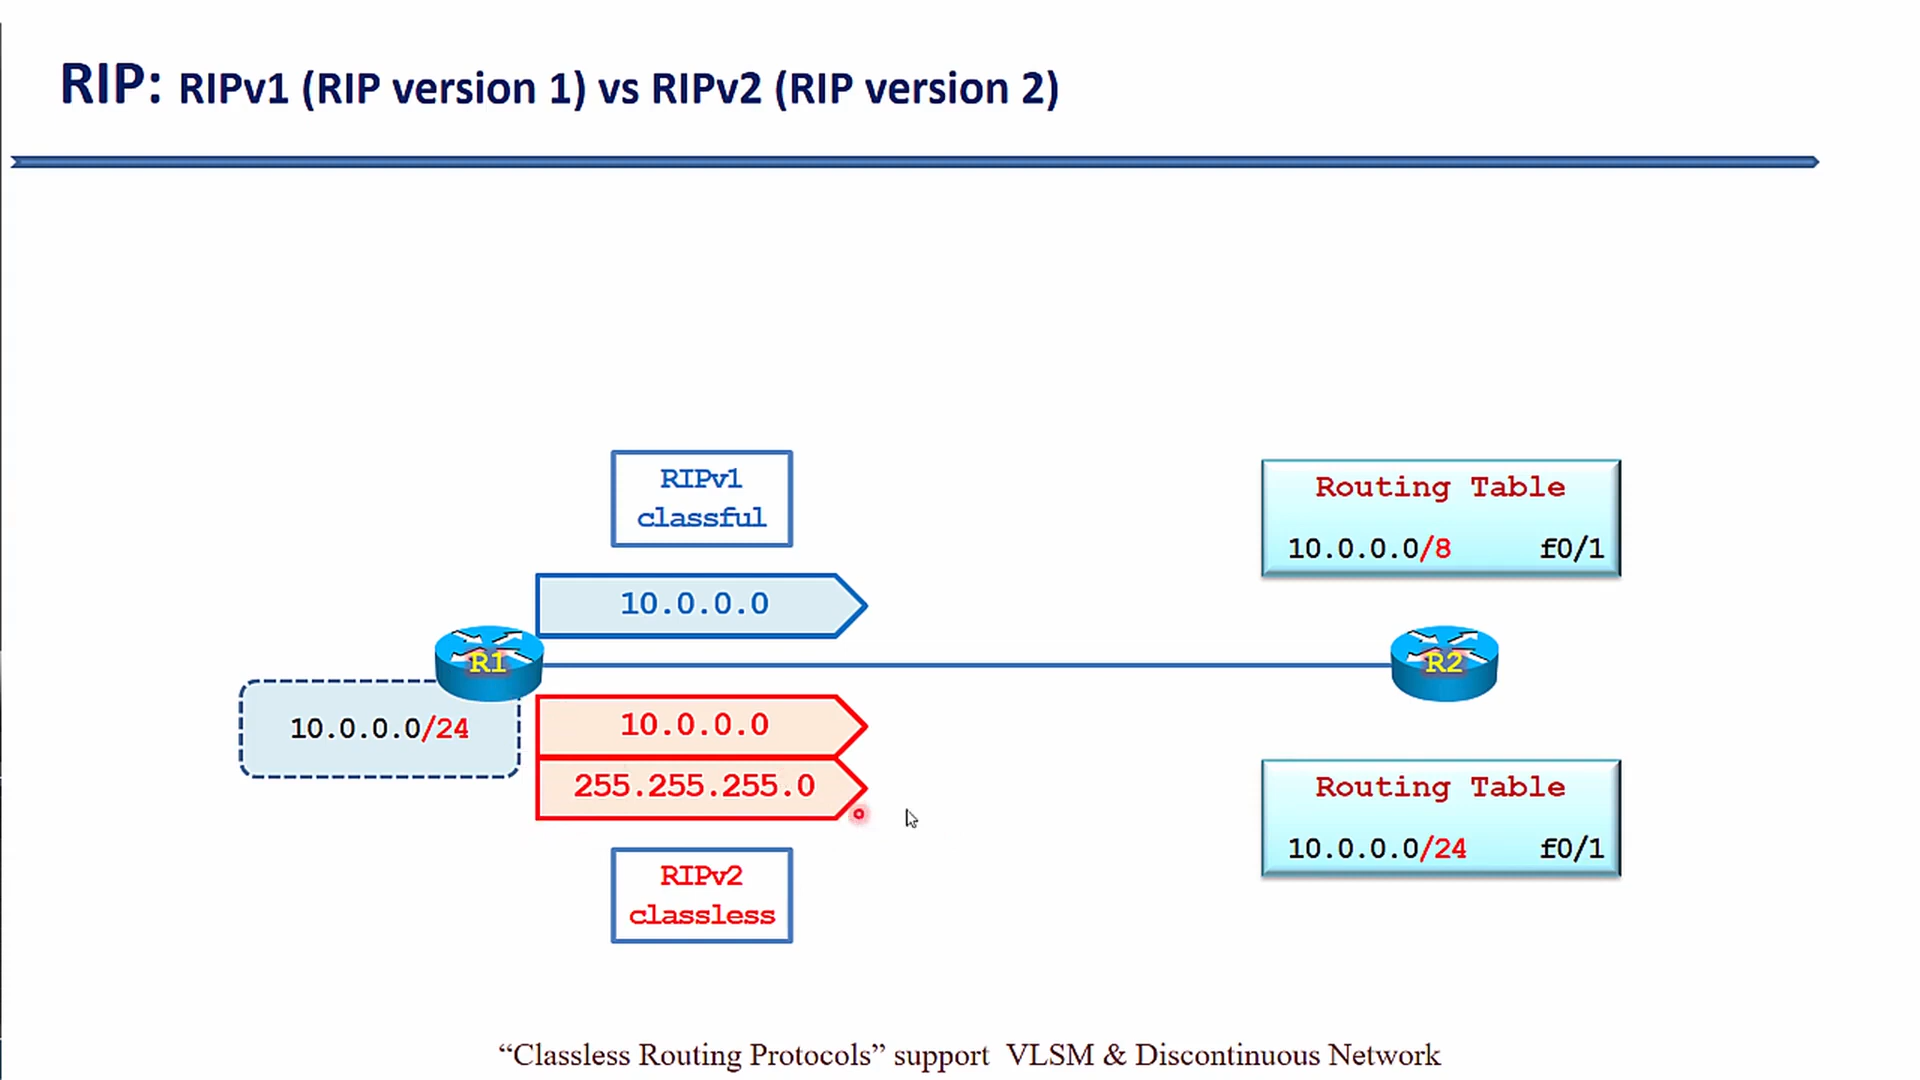 RIP: RIPv1 (RIP version 1) vs RIPv2 (RIP version 2)
RIPv1
classful
Routing Table
10.0.0.0/8 f0/1
10.0.0.0
R1
R2
10.0.0.0/24
10.0.0.0
255.255.255.0
Routing Table
10.0.0.0/24 f0/1
RIPv2
classless
“Classless Routing Protocols” support VLSM & Discontinuous Network